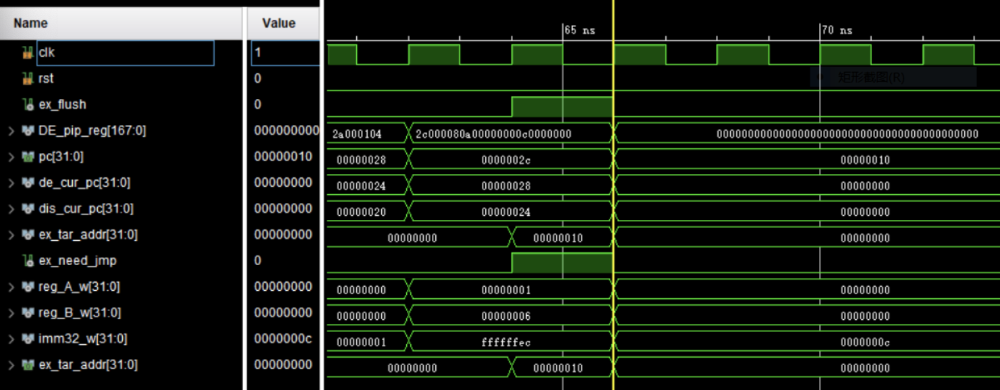 Name Value
65 ns 70 ns
clk 1
rst 0
矩形截图(R)
ex_flush 0
DE_pip_reg[167:0] 000000000 2a000104 2c000080a00000000c0000000
pc[31:0] 00000010 00000028 0000002c 00000010
de_cur_pc[31:0] 00000000 00000024 00000028 00000000
dis_cur_pc[31:0] 00000000 00000020 00000024 00000000
ex_tar_addr[31:0] 00000000 00000000 00000010 00000000
ex_need_jmp 0
reg_A_w[31:0] 00000000 00000000 00000001 00000000
reg_B_w[31:0] 00000000 00000000 00000006 00000000
imm32_w[31:0] 0000000c 00000001 ffffffec 0000000c
ex_tar_addr[31:0] 00000000 00000000 00000010 00000000